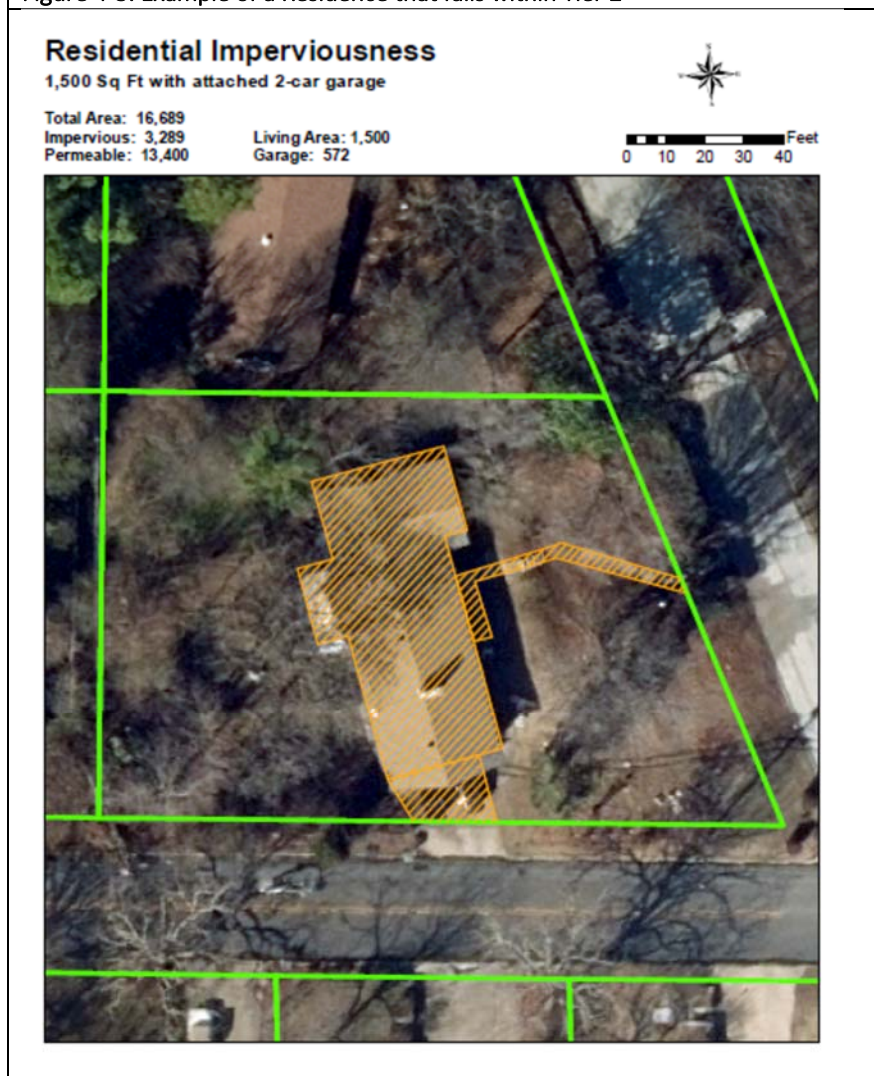 Residential Imperviousness
1,500 Sq Ft with attached 2-car garage
Total Area: 16,689
Impervious: 3,289 Living Area: 1,500
Permeable: 13,400 Garage: 572
Feet
0 10 20 30 40